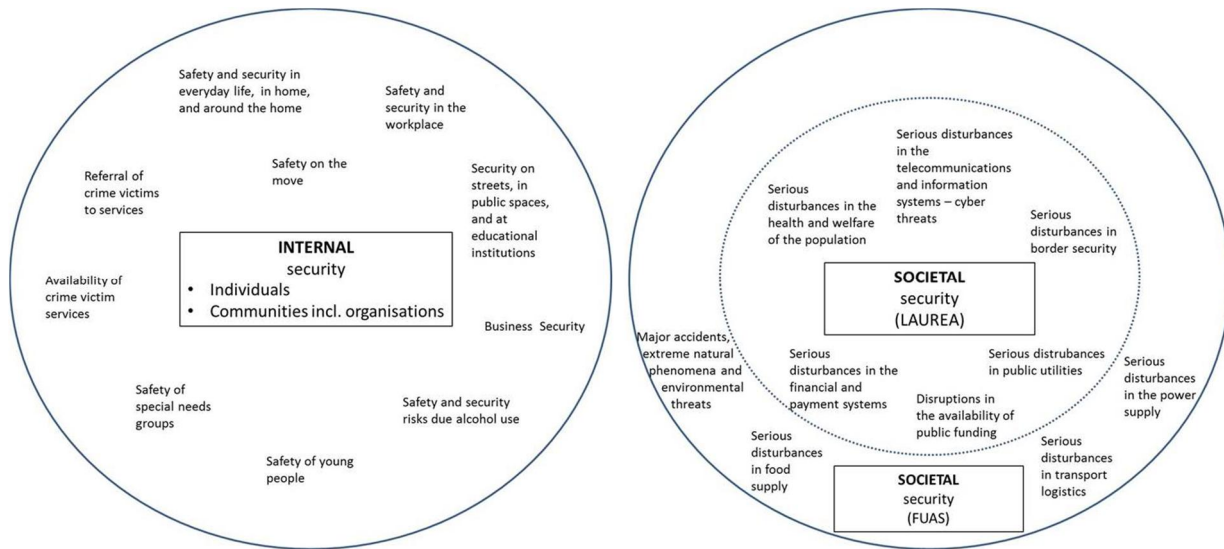 Safety and security in
everyday life, in home,
and around the home
Safety and
security in the
workplace
Referral of
crime victims
to services
Safety on the
move
Security on
streets, in
public spaces,
and at
educational
institutions
INTERNAL
security
• Individuals
• Communities incl. organisations
Availability of
crime victim
services
Business Security
Safety of
special needs
groups
Safety and security
risks due alcohol use
Safety of young
people
Serious disturbances
in the
telecommunications
and information
systems – cyber
threats
Serious
disturbances in the
health and welfare
of the population
Serious
disturbances in
border security
SOCIETAL
security
(LAUREA)
Major accidents,
extreme natural
phenomena and
environmental
threats
Serious
disturbances in the
financial and
payment systems
Serious distrubances
in public utilities
Disruptions in
the availability of
public funding
Serious
disturbances
in the power
supply
Serious
disturbances
in food
supply
Serious
disturbances
in transport
logistics
SOCIETAL
security
(FUAS)